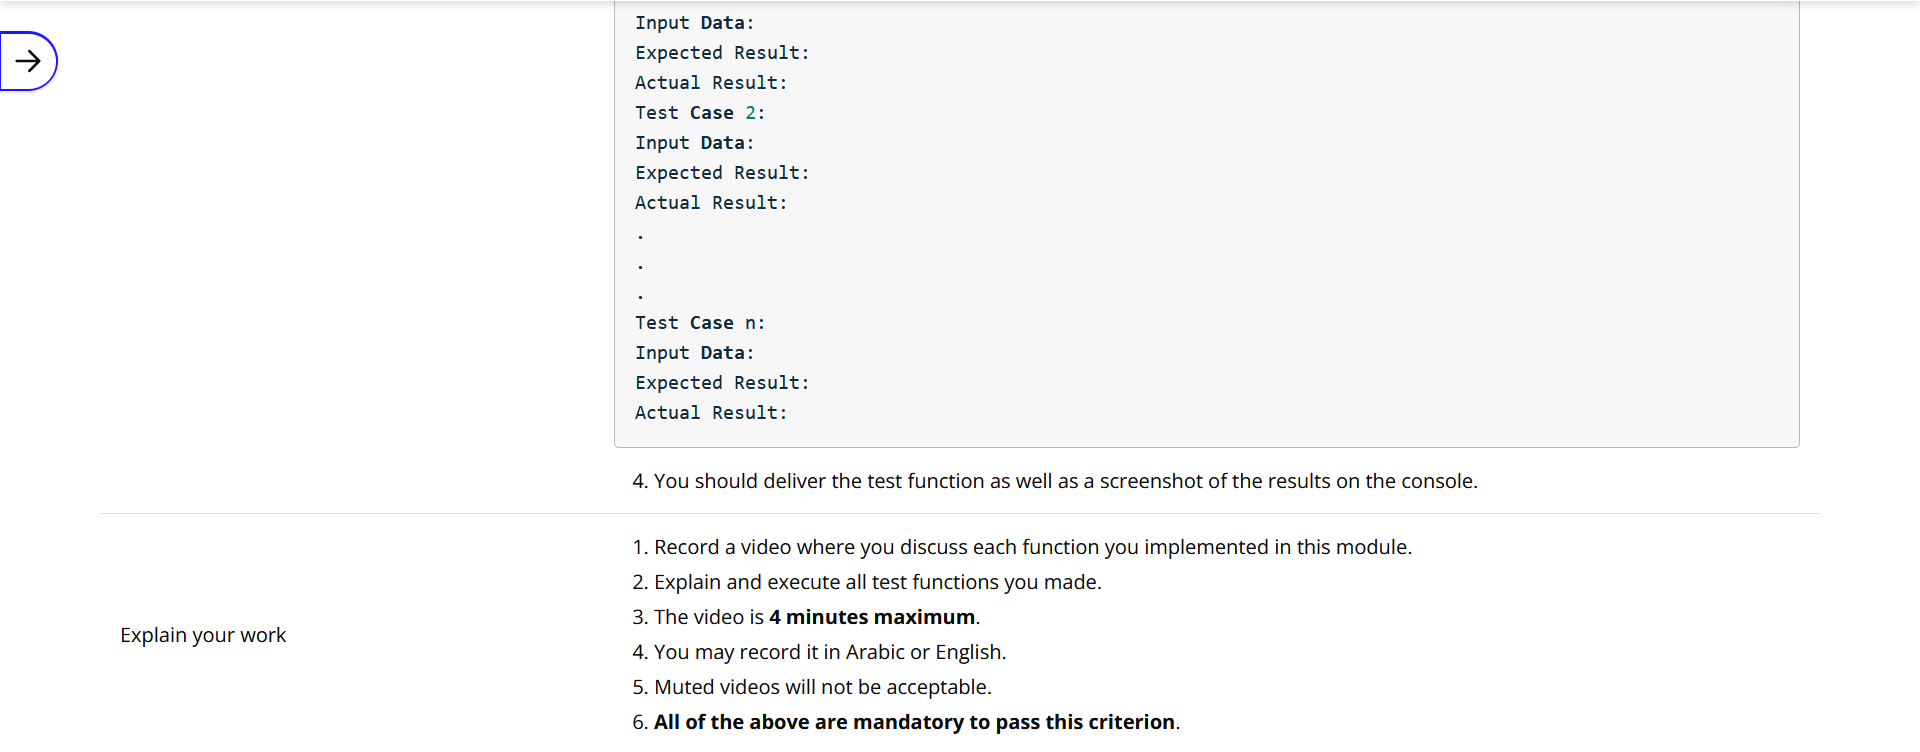 Input Data:
Expected Result:
Actual Result:
Test Case 2:
Input Data:
Expected Result:
Actual Result:
.
.
.
Test Case n:
Input Data:
Expected Result:
Actual Result:
4. You should deliver the test function as well as a screenshot of the results on the console.
Explain your work
1. Record a video where you discuss each function you implemented in this module.
2. Explain and execute all test functions you made.
3. The video is 4 minutes maximum.
4. You may record it in Arabic or English.
5. Muted videos will not be acceptable.
6. All of the above are mandatory to pass this criterion.